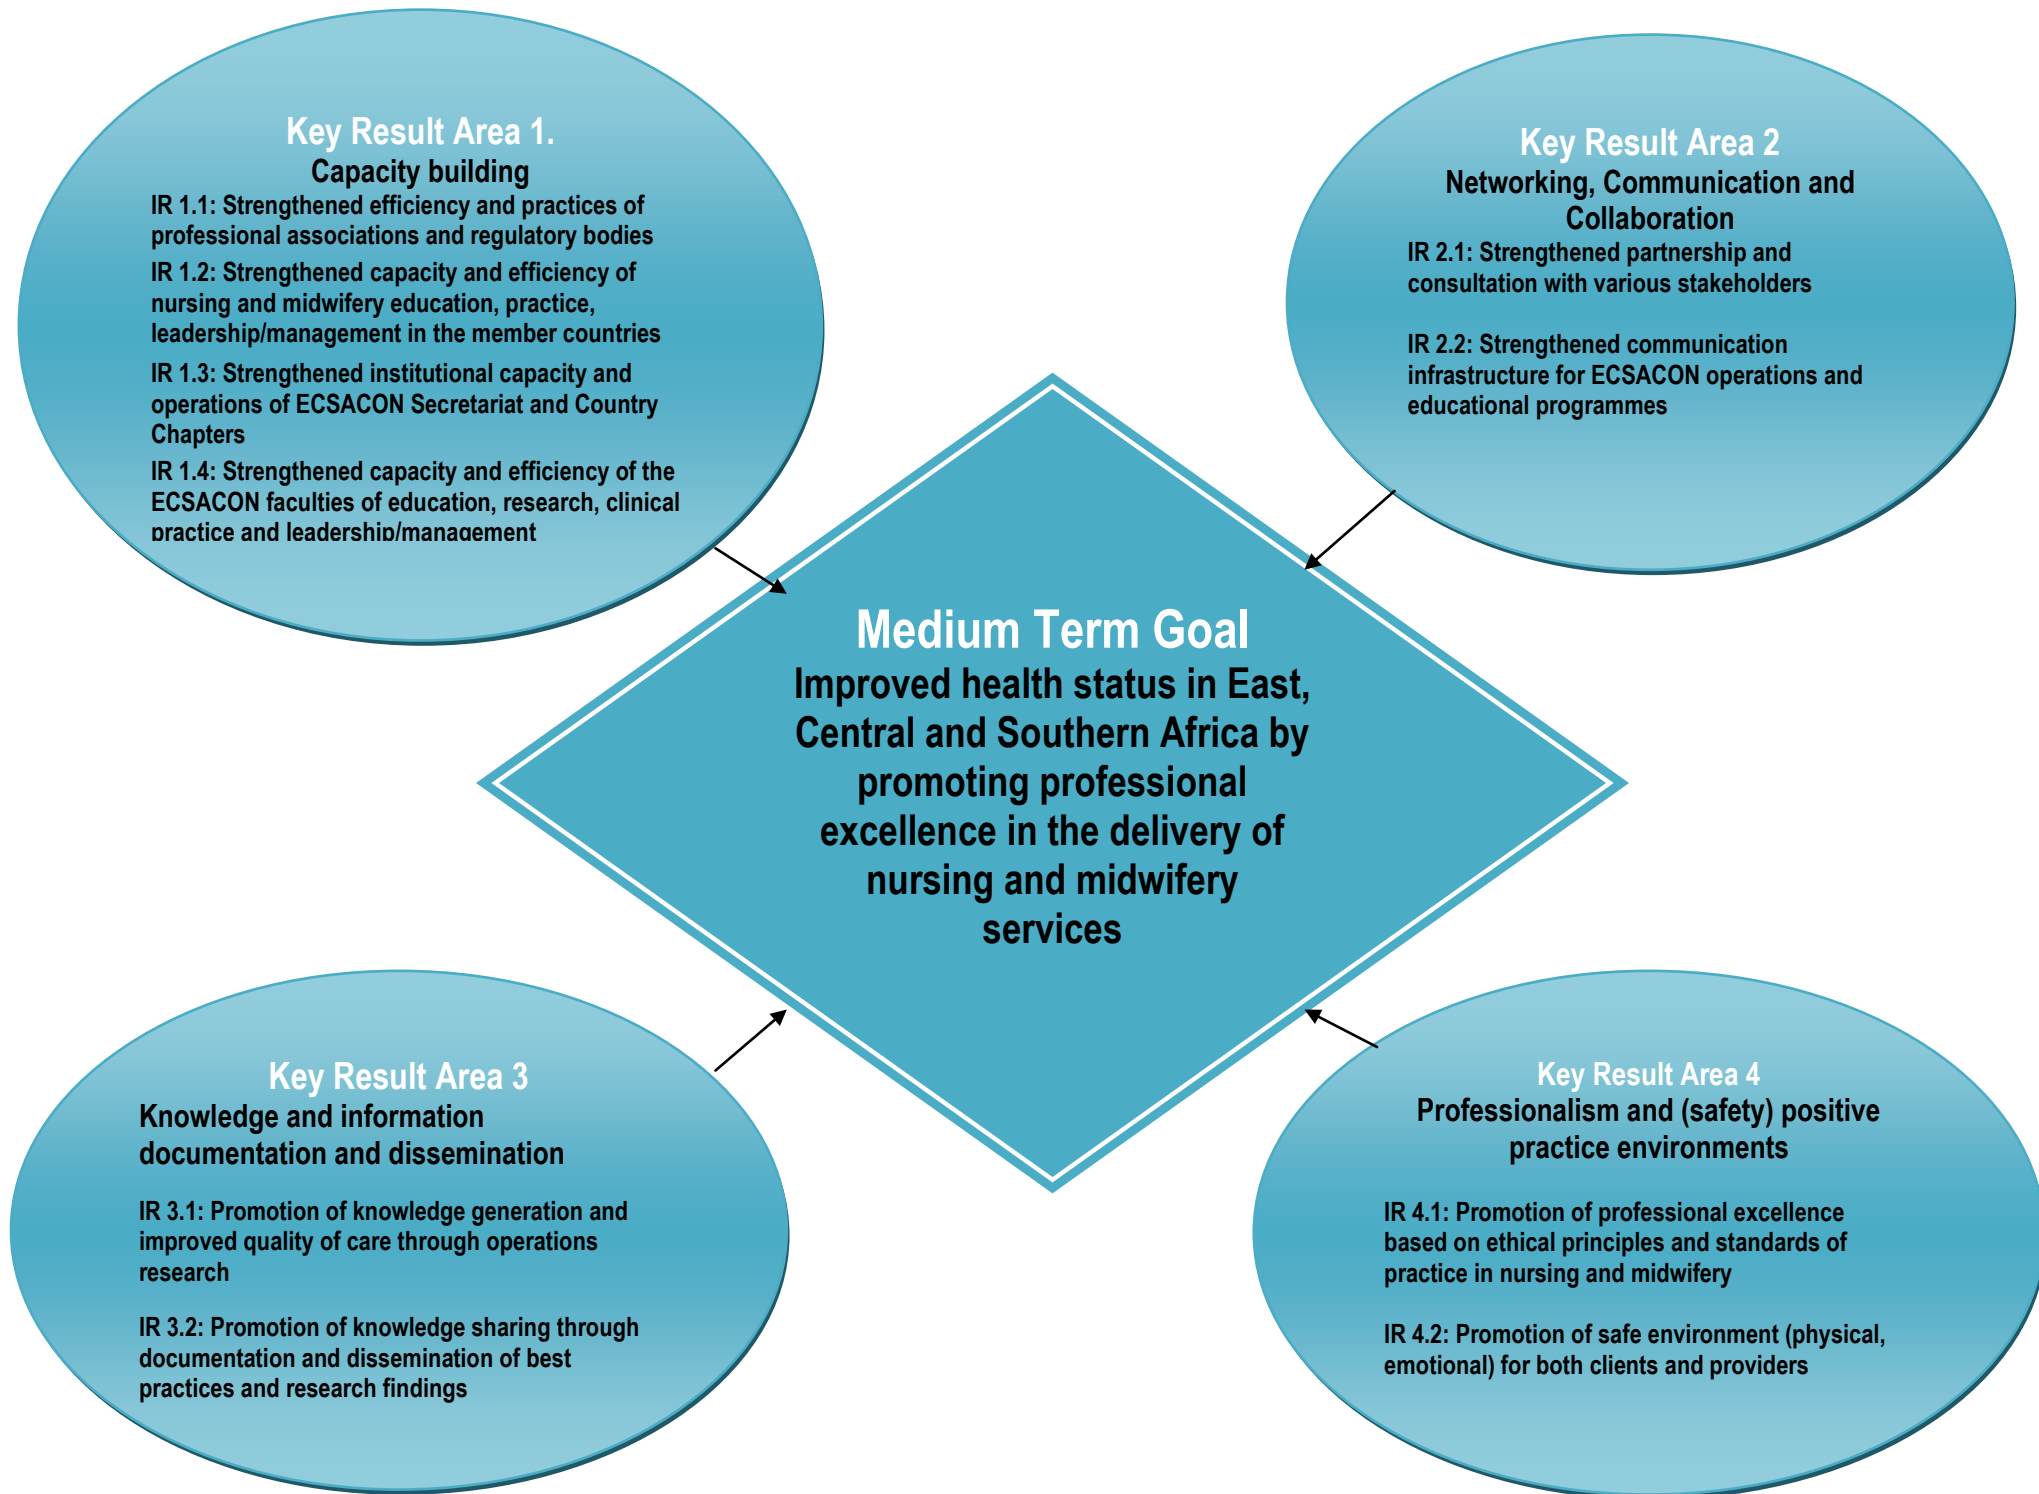 Key Result Area 1.
Capacity building
IR 1.1: Strengthened efficiency and practices of
professional associations and regulatory bodies
IR 1.2: Strengthened capacity and efficiency of
nursing and midwifery education, practice,
leadership/management in the member countries
IR 1.3: Strengthened institutional capacity and
operations of ECSACON Secretariat and Country
Chapters
IR 1.4: Strengthened capacity and efficiency of the
ECSACON faculties of education, research, clinical
practice and leadership/management
Key Result Area 2
Networking, Communication and
Collaboration
IR 2.1: Strengthened partnership and
consultation with various stakeholders
IR 2.2: Strengthened communication
infrastructure for ECSACON operations and
educational programmes
Medium Term Goal
Improved health status in East,
Central and Southern Africa by
promoting professional
excellence in the delivery of
nursing and midwifery
services
Key Result Area 3
Knowledge and information
documentation and dissemination
IR 3.1: Promotion of knowledge generation and
improved quality of care through operations
research
IR 3.2: Promotion of knowledge sharing through
documentation and dissemination of best
practices and research findings
Key Result Area 4
Professionalism and (safety) positive
practice environments
IR 4.1: Promotion of professional excellence
based on ethical principles and standards of
practice in nursing and midwifery
IR 4.2: Promotion of safe environment (physical,
emotional) for both clients and providers